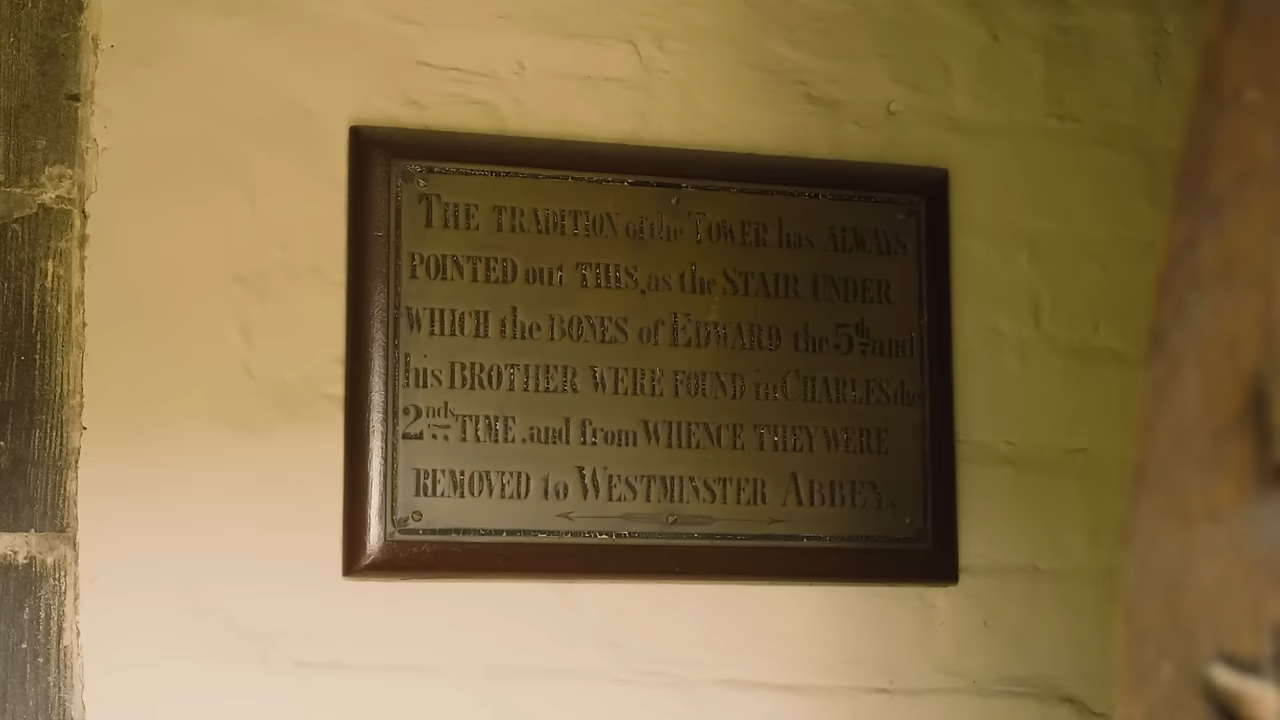 THE TRADITION of the TOWER has ALWAYS
POINTED out THIS, as the STAIR UNDER
WHICH the BONES of EDWARD the 5th and
his BROTHER WERE FOUND in CHARLES the
2nds TIME. and from WHENCE THEY WERE
REMOVED to WESTMINSTER ABBEY.